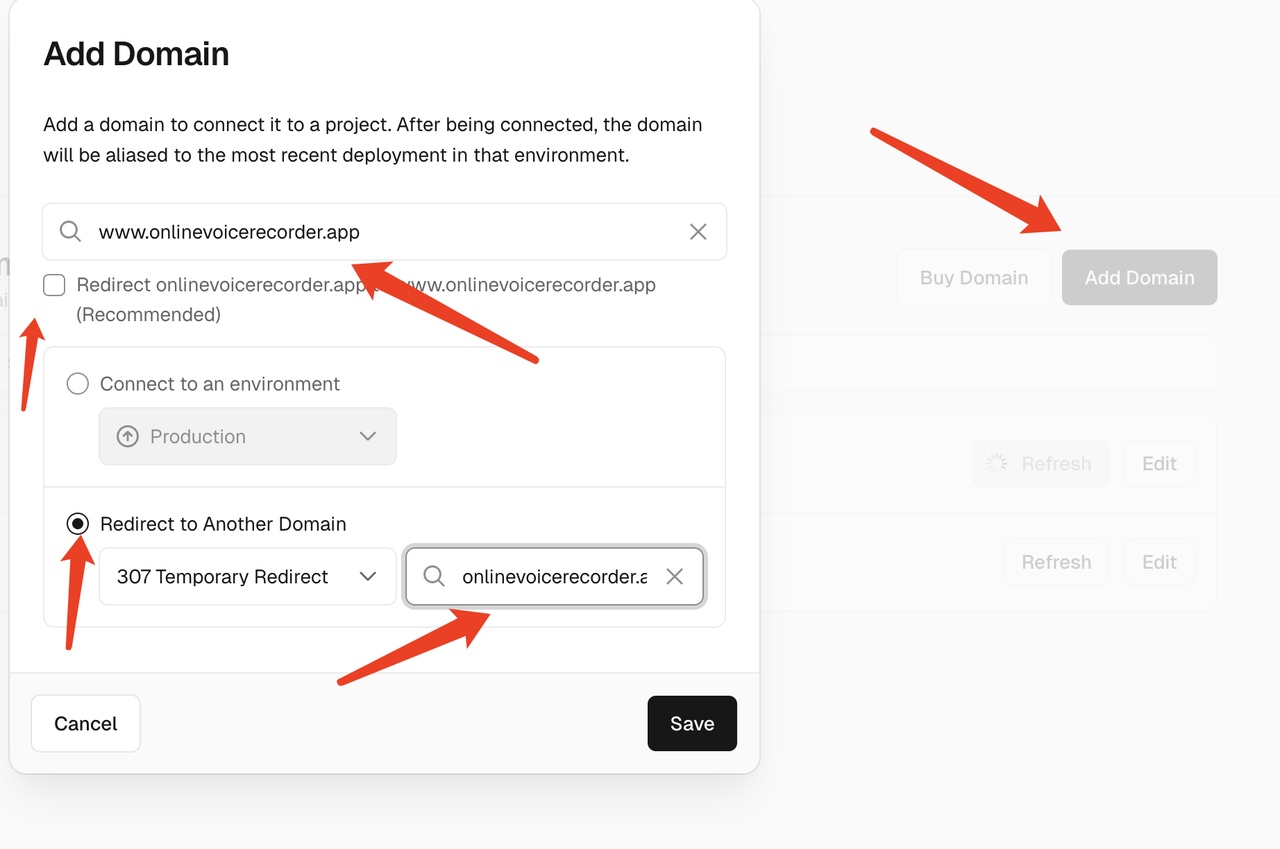 Add Domain
Add a domain to connect it to a project. After being connected, the domain
will be aliased to the most recent deployment in that environment.
www.onlinevoicerecorder.app
Redirect onlinevoicerecorder.app www.onlinevoicerecorder.app
(Recommended)
Connect to an environment
Production
Redirect to Another Domain
307 Temporary Redirect
onlinevoicerecorder.a
Cancel
Save
Buy Domain
Add Domain
Refresh
Edit
Refresh
Edit